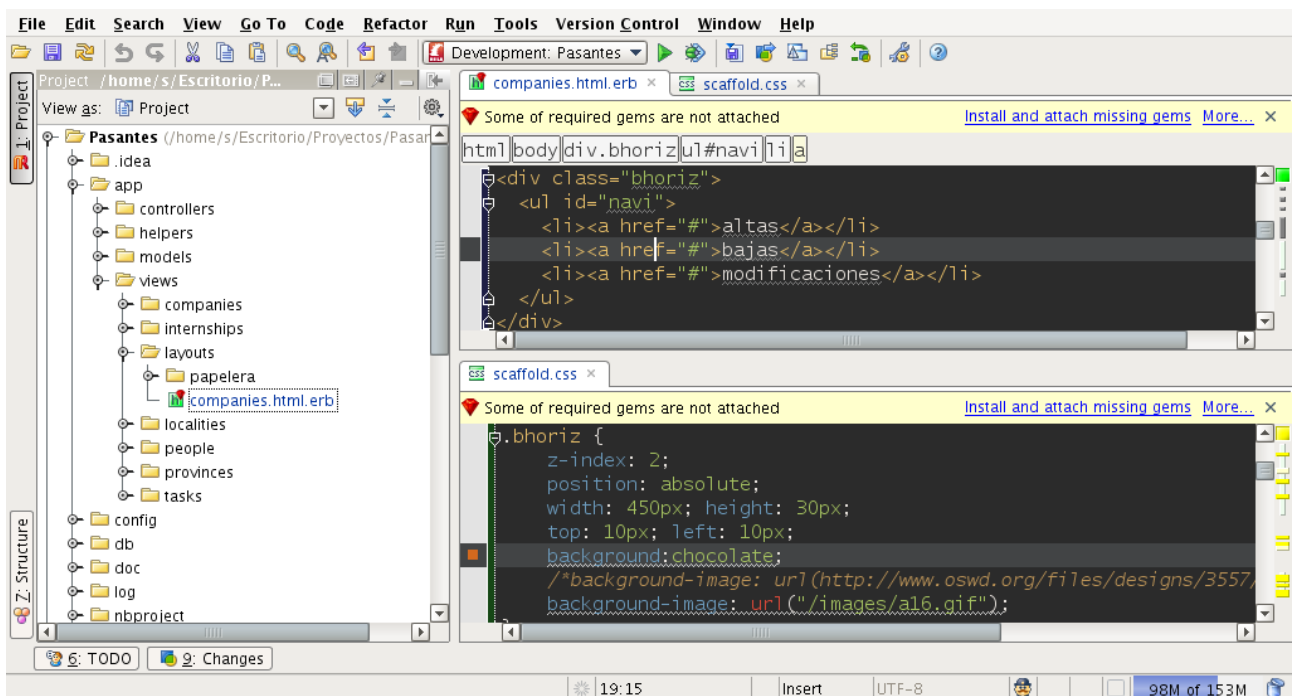 File Edit Search View Go To Code Refactor Run Tools Version Control Window Help
Development: Pasantes
1: Project
Z: Structure
Project /home/s/Escritorio/P...
View as: Project
Pasantes (/home/s/Escritorio/Proyectos/Pasar
.idea
app
controllers
helpers
models
views
companies
internships
layouts
papelera
companies.html.erb
localities
people
provinces
tasks
config
db
doc
log
nbproject
companies.html.erb × scaffold.css ×
Some of required gems are not attached Install and attach missing gems More... ×
html body div.bhoriz ul#navi li a
<div class="bhoriz">
<ul id="navi">
<li><a href="#">altas</a></li>
<li><a href="#">bajas</a></li>
<li><a href="#">modificaciones</a></li>
</ul>
</div>
scaffold.css ×
Some of required gems are not attached Install and attach missing gems More... ×
.bhoriz {
z-index: 2;
position: absolute;
width: 450px; height: 30px;
top: 10px; left: 10px;
background:chocolate;
/*background-image: url(http://www.oswd.org/files/designs/3557/
background-image: url("/images/a16.gif");
6: TODO 9: Changes
19:15 Insert UTF-8 98M of 153M